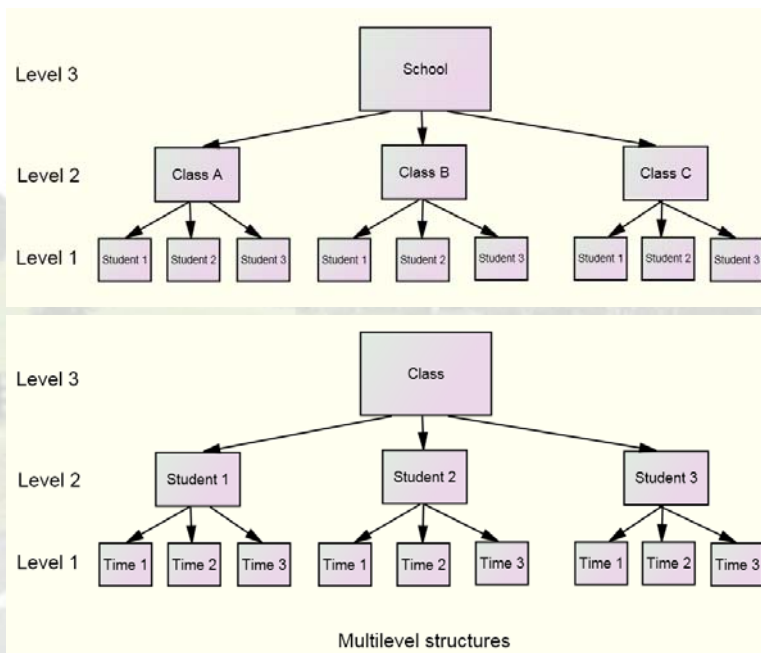 Level 3
School
Level 2
Class A
Class B
Class C
Level 1
Student 1
Student 2
Student 3
Student 1
Student 2
Student 3
Student 1
Student 2
Student 3
Level 3
Class
Level 2
Student 1
Student 2
Student 3
Level 1
Time 1
Time 2
Time 3
Time 1
Time 2
Time 3
Time 1
Time 2
Time 3
Multilevel structures